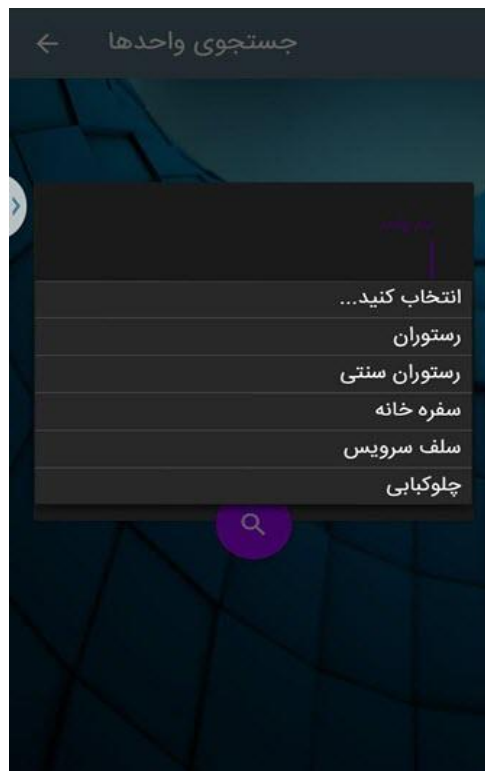 جستجوی واحدها
انتخاب کنید...
رستوران
رستوران سنتی
سفره خانه
سلف سرویس
چلوکبابی